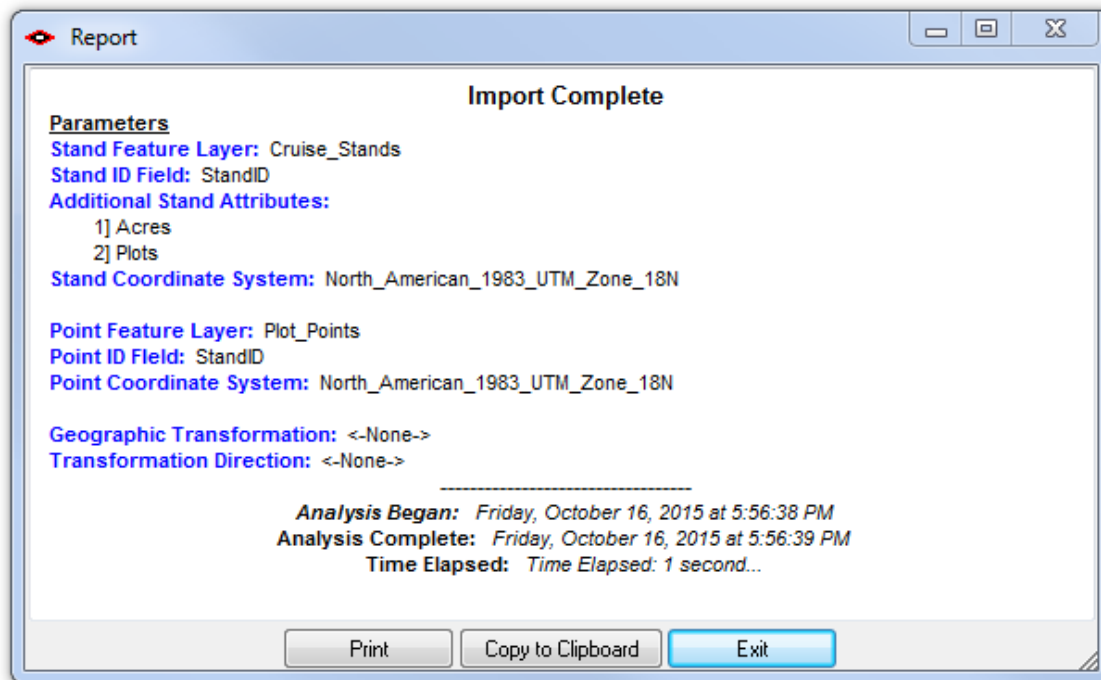 Report
Import Complete
Parameters
Stand Feature Layer: Cruise_Stands
Stand ID Field: StandID
Additional Stand Attributes:
1] Acres
2] Plots
Stand Coordinate System: North_American_1983_UTM_Zone_18N
Point Feature Layer: Plot_Points
Point ID FIeld: StandID
Point Coordinate System: North_American_1983_UTM_Zone_18N
Geographic Transformation: <-None->
Transformation Direction: <-None->
----------------------------------
Analysis Began: Friday, October 16, 2015 at 5:56:38 PM
Analysis Complete: Friday, October 16, 2015 at 5:56:39 PM
Time Elapsed: Time Elapsed: 1 second...
Print Copy to Clipboard Exit